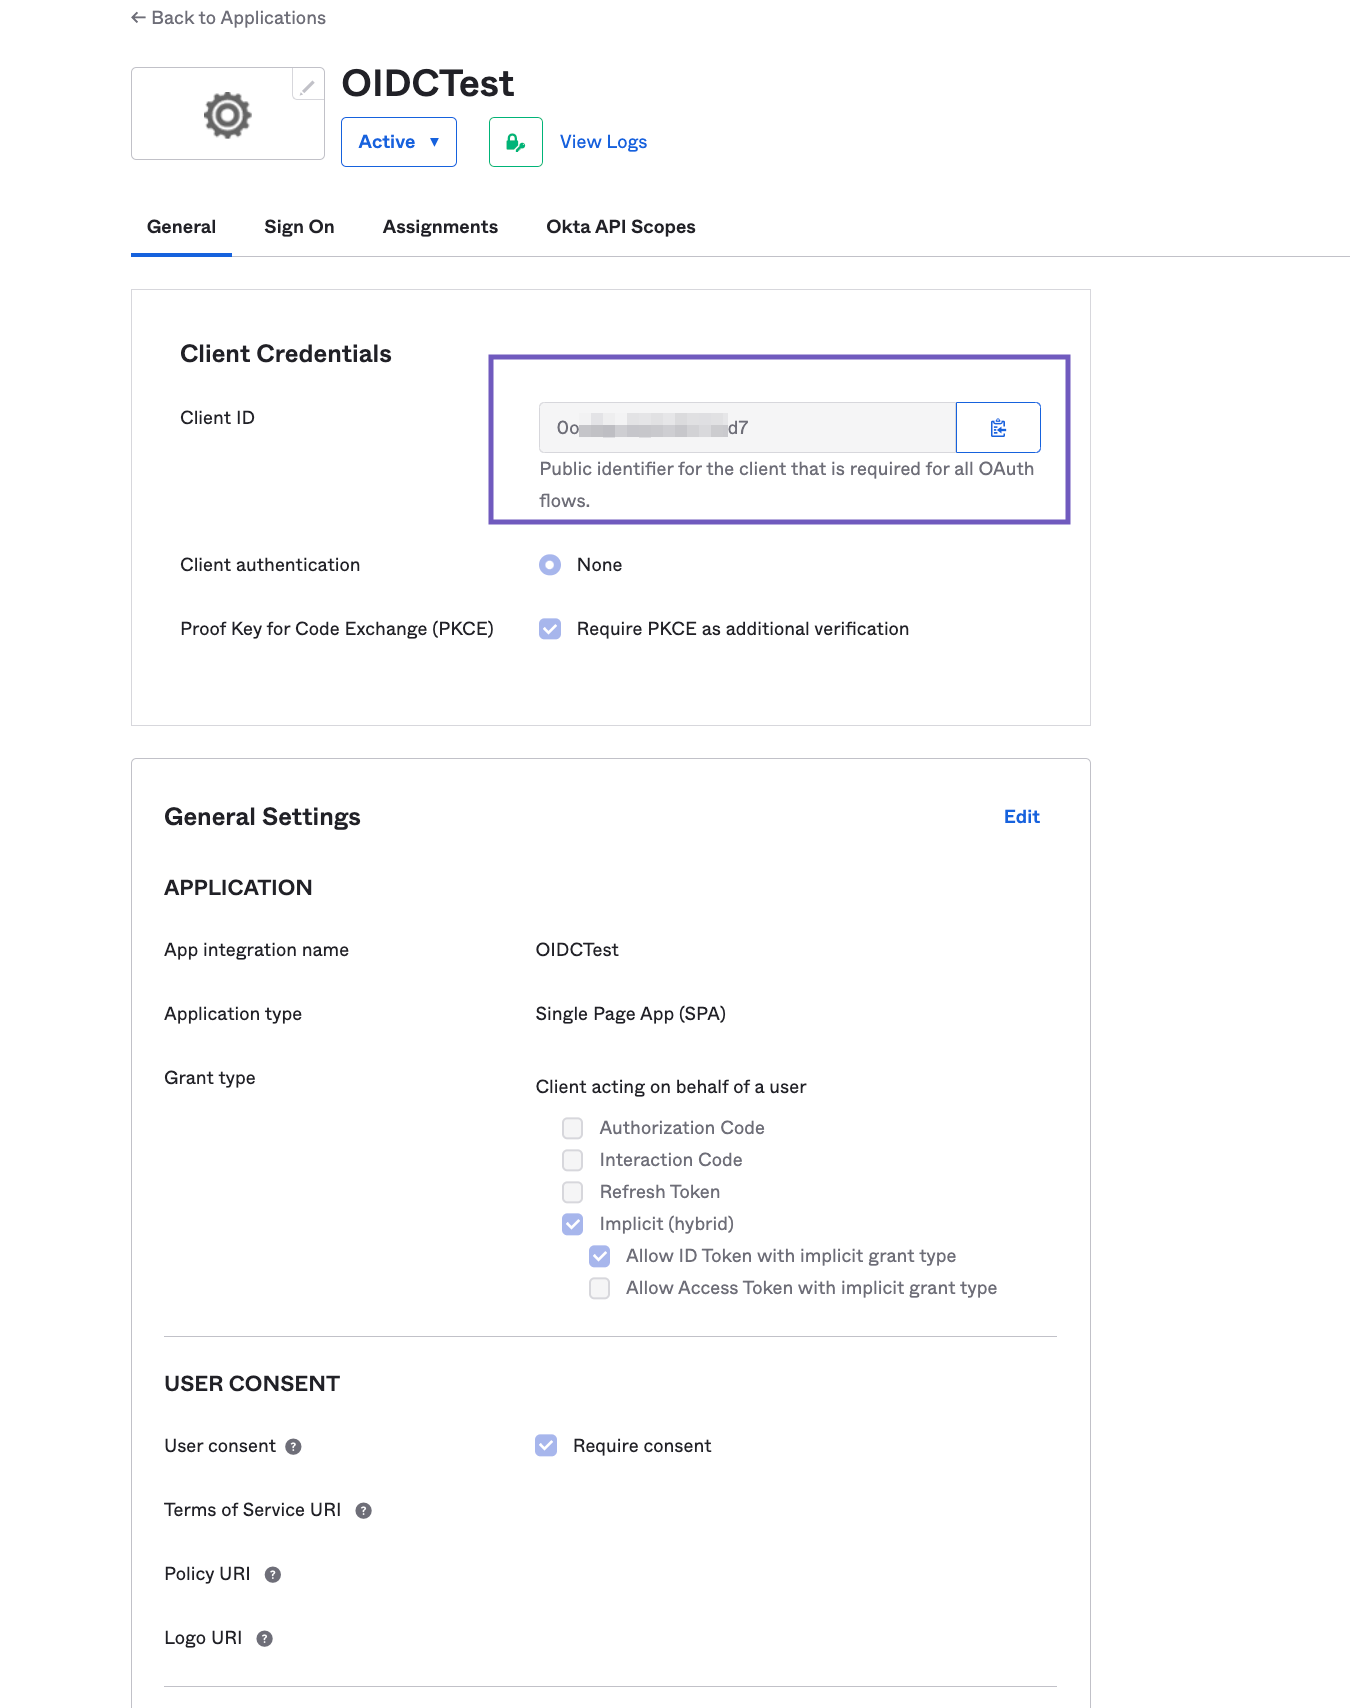 ← Back to Applications
OIDCTest
Active ▼
View Logs
General Sign On Assignments Okta API Scopes
Client Credentials
Client ID
0o d7
Public identifier for the client that is required for all OAuth
flows.
Client authentication
None
Proof Key for Code Exchange (PKCE)
Require PKCE as additional verification
General Settings
Edit
APPLICATION
App integration name
OIDCTest
Application type
Single Page App (SPA)
Grant type
Client acting on behalf of a user
Authorization Code
Interaction Code
Refresh Token
Implicit (hybrid)
Allow ID Token with implicit grant type
Allow Access Token with implicit grant type
USER CONSENT
User consent ?
Require consent
Terms of Service URI ?
Policy URI ?
Logo URI ?